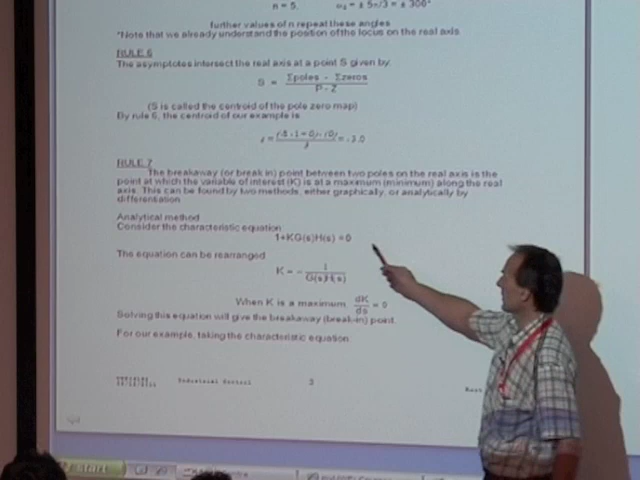 n = 5,
further values of n repeat these angles
*Note that we already understand the position of the locus on the real axis.
RULE 6
The asymptotes intersect the real axis at a point S given by
S = Σpoles - Σzeros / P - Z
(S is called the centroid of the pole zero map)
By rule 6, the centroid of our example is
RULE 7
The breakaway (or break in) point between two poles on the real axis is the
point at which the variable of interest (K) is at a maximum (minimum) along the real
axis. This can be found by two methods, either graphically, or analytically by
differentiation
Analytical method
Consider the characteristic equation
1+KG(s)H(s) =0
The equation can be rearranged
K = - 1 / G(s)H(s)
When K is a maximum, dK / ds = 0
Solving this equation will give the breakaway (break-in) point.
For our example, taking the characteristic equation
Industrial Control
3
start